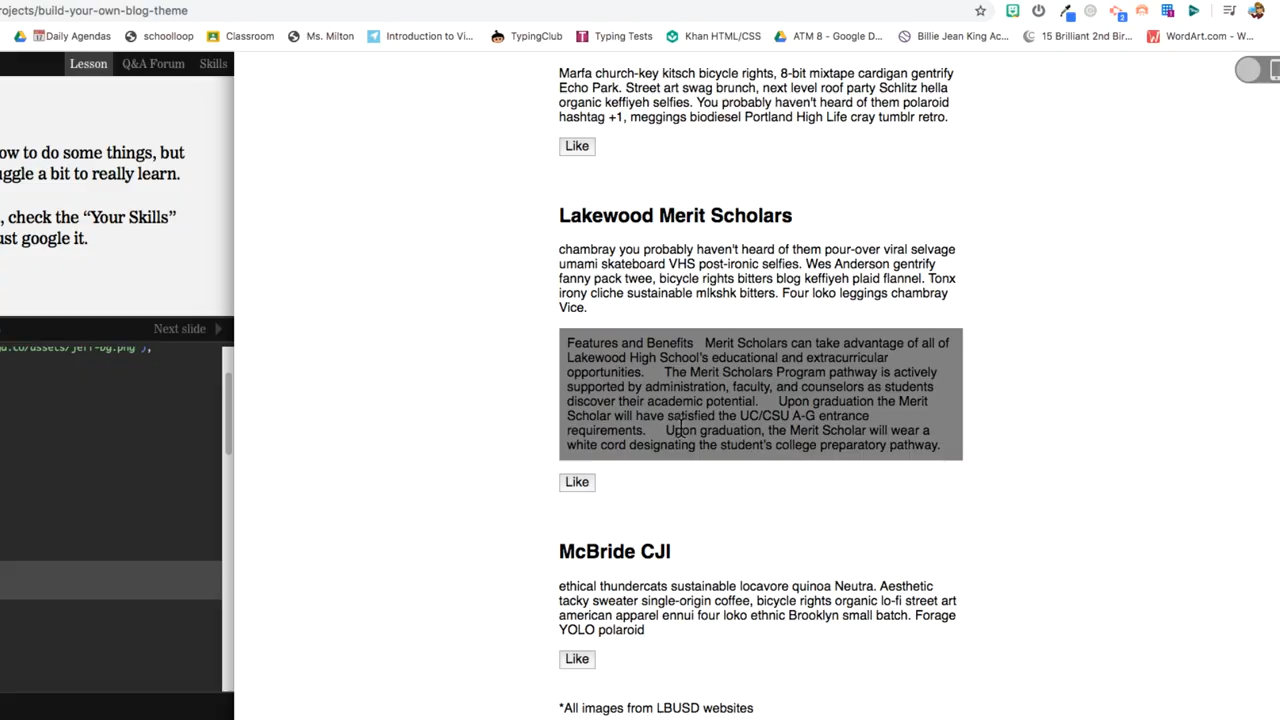 rojects/build-your-own-blog-theme
Daily Agendas schoolloop Classroom Ms. Milton Introduction to Vi... TypingClub Typing Tests Khan HTML/CSS ATM 8 - Google D... Billie Jean King Ac... 15 Brilliant 2nd Bir... WordArt.com - W...
Lesson Q&A Forum Skills
ow to do some things, but
ggle a bit to really learn.
, check the “Your Skills”
ust google it.
Next slide
u.co/assets/jeff-bg.png'),
Marfa church-key kitsch bicycle rights, 8-bit mixtape cardigan gentrify
Echo Park. Street art swag brunch, next level roof party Schlitz hella
organic keffiyeh selfies. You probably haven't heard of them polaroid
hashtag +1, meggings biodiesel Portland High Life cray tumblr retro.
Like
Lakewood Merit Scholars
chambray you probably haven't heard of them pour-over viral selvage
umami skateboard VHS post-ironic selfies. Wes Anderson gentrify
fanny pack twee, bicycle rights bitters blog keffiyeh plaid flannel. Tonx
irony cliche sustainable mlkshk bitters. Four loko leggings chambray
Vice.
Features and Benefits Merit Scholars can take advantage of all of
Lakewood High School’s educational and extracurricular
opportunities. The Merit Scholars Program pathway is actively
supported by administration, faculty, and counselors as students
discover their academic potential. Upon graduation the Merit
Scholar will have satisfied the UC/CSU A-G entrance
requirements. Upon graduation, the Merit Scholar will wear a
white cord designating the student’s college preparatory pathway.
Like
McBride CJI
ethical thundercats sustainable locavore quinoa Neutra. Aesthetic
tacky sweater single-origin coffee, bicycle rights organic lo-fi street art
american apparel ennui four loko ethnic Brooklyn small batch. Forage
YOLO polaroid
Like
*All images from LBUSD websites